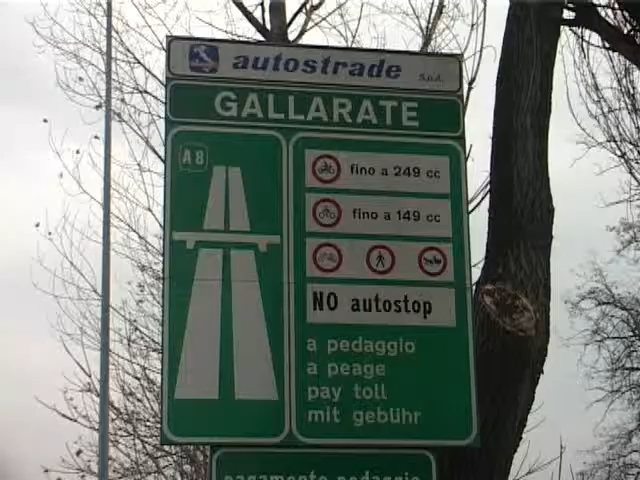 autostrade S.p.A.
GALLARATE
A 8
fino a 249 cc
fino a 149 cc
NO autostop
a pedaggio
a peage
pay toll
mit gebühr
pagamento pedaggio